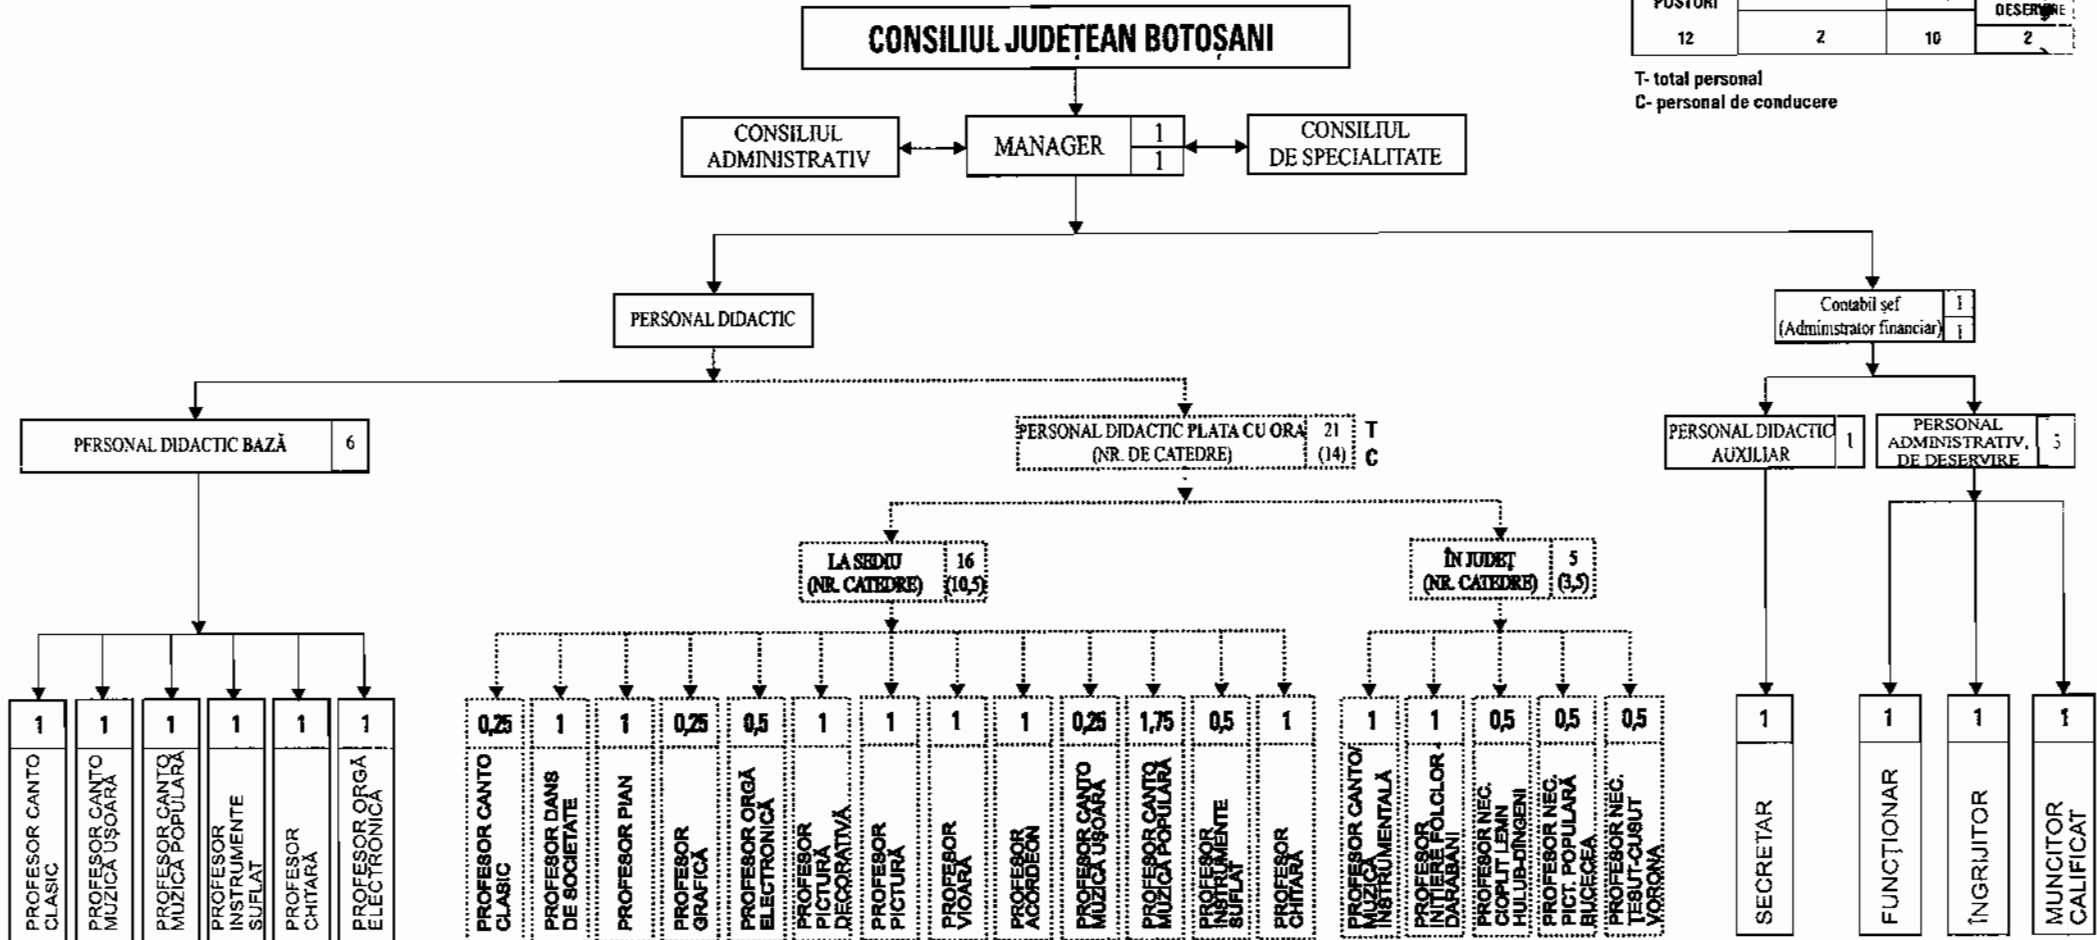 CONSILIUL JUDEȚEAN BOTOȘANI
POSTURI
DESERVIRE
12 2 10 2
T- total personal
C- personal de conducere
CONSILIUL
ADMINISTRATIV
MANAGER
1
1
CONSILIUL
DE SPECIALITATE
PERSONAL DIDACTIC
Contabil șef
(Administrator financiar)
1
1
PERSONAL DIDACTIC BAZĂ
6
PERSONAL DIDACTIC PLATA CU ORA
(NR. DE CATEDRE)
21
(14)
T
C
PERSONAL DIDACTIC
AUXILIAR
1
PERSONAL
ADMINISTRATIV,
DE DESERVIRE
LA SEDIU
(NR. CATEDRE)
16
(10,5)
ÎN JUDEȚ
(NR. CATEDRE)
5
(3,5)
1
PROFESOR CANTO
CLASIC
1
PROFESOR CANTO
MUZICĂ UȘOARĂ
1
PROFESOR CANTO
MUZICĂ POPULARĂ
1
PROFESOR
INSTRUMENTE
SUFLAT
1
PROFESOR
CHITARĂ
1
PROFESOR ORGĂ
ELECTRONICĂ
0,25
PROFESOR CANTO
CLASIC
1
PROFESOR DANS
DE SOCIETATE
1
PROFESOR PIAN
0,25
PROFESOR
GRAFICĂ
0,5
PROFESOR ORGĂ
ELECTRONICĂ
1
PROFESOR
PICTURĂ
DECORATIVĂ
1
PROFESOR
PICTURĂ
1
PROFESOR
VIOARĂ
1
PROFESOR
ACORDEON
0,25
PROFESOR CANTO
MUZICĂ UȘOARĂ
1,75
PROFESOR CANTO
MUZICĂ POPULARĂ
0,5
PROFESOR
INSTRUMENTE
SUFLAT
1
PROFESOR
CHITARĂ
1
PROFESOR CANTO/
MUZICĂ
INSTRUMENTALĂ
1
PROFESOR
INIȚIERE FOLCLOR -
DARABANI
0,5
PROFESOR NEC.
CIOPLIT LEMN
HULUB-DÎNGENI
0,5
PROFESOR NEC.
PICT. POPULARĂ
BUCECEA
0,5
PROFESOR NEC.
ȚESUT-CUSUT
VORONA
1
SECRETAR
1
FUNCȚIONAR
1
ÎNGRIJITOR
1
MUNCITOR
CALIFICAT